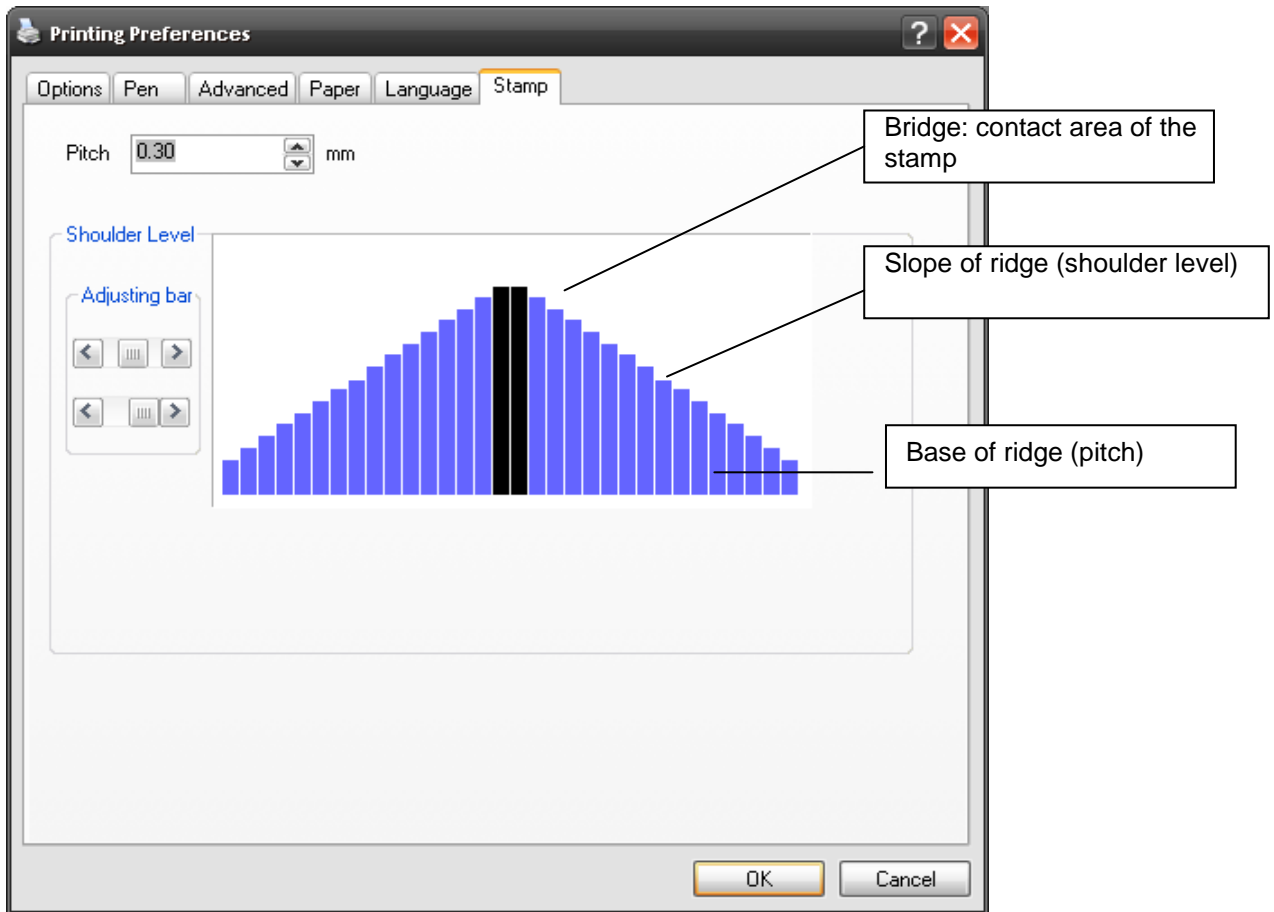 Printing Preferences
Options Pen Advanced Paper Language Stamp
Pitch 0.30 mm
Bridge: contact area of the
stamp
Shoulder Level
Slope of ridge (shoulder level)
Adjusting bar
Base of ridge (pitch)
OK Cancel